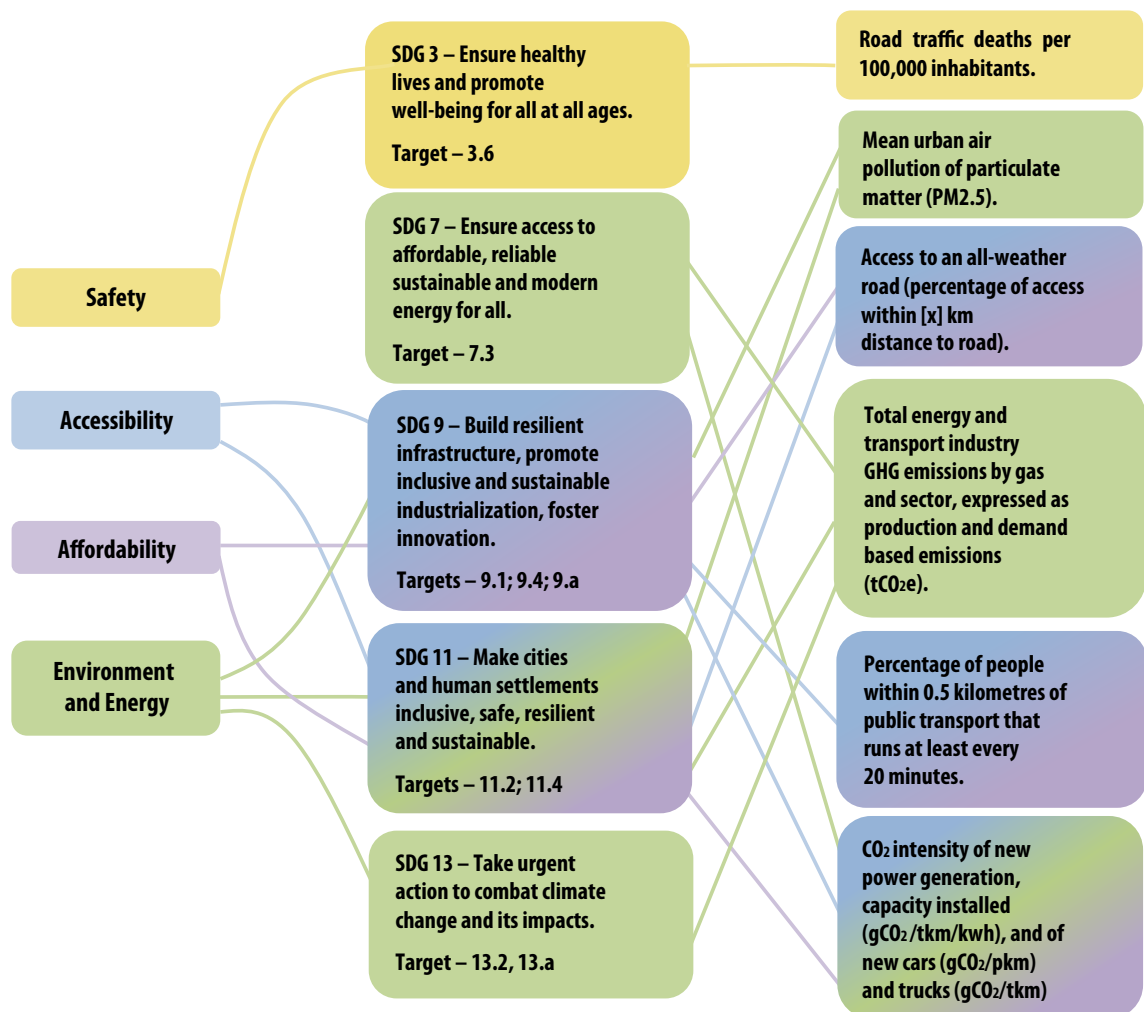 Safety
Accessibility
Affordability
Environment
and Energy
SDG 3 – Ensure healthy
lives and promote
well-being for all at all ages.
Target – 3.6
SDG 7 – Ensure access to
affordable, reliable
sustainable and modern
energy for all.
Target – 7.3
SDG 9 – Build resilient
infrastructure, promote
inclusive and sustainable
industrialization, foster
innovation.
Targets – 9.1; 9.4; 9.a
SDG 11 – Make cities
and human settlements
inclusive, safe, resilient
and sustainable.
Targets – 11.2; 11.4
SDG 13 – Take urgent
action to combat climate
change and its impacts.
Target – 13.2, 13.a
Road traffic deaths per
100,000 inhabitants.
Mean urban air
pollution of particulate
matter (PM2.5).
Access to an all-weather
road (percentage of access
within [x] km
distance to road).
Total energy and
transport industry
GHG emissions by gas
and sector, expressed as
production and demand
based emissions
(tCO₂e).
Percentage of people
within 0.5 kilometres of
public transport that
runs at least every
20 minutes.
CO₂ intensity of new
power generation,
capacity installed
(gCO₂/tkm/kwh), and of
new cars (gCO₂/pkm)
and trucks (gCO₂/tkm)